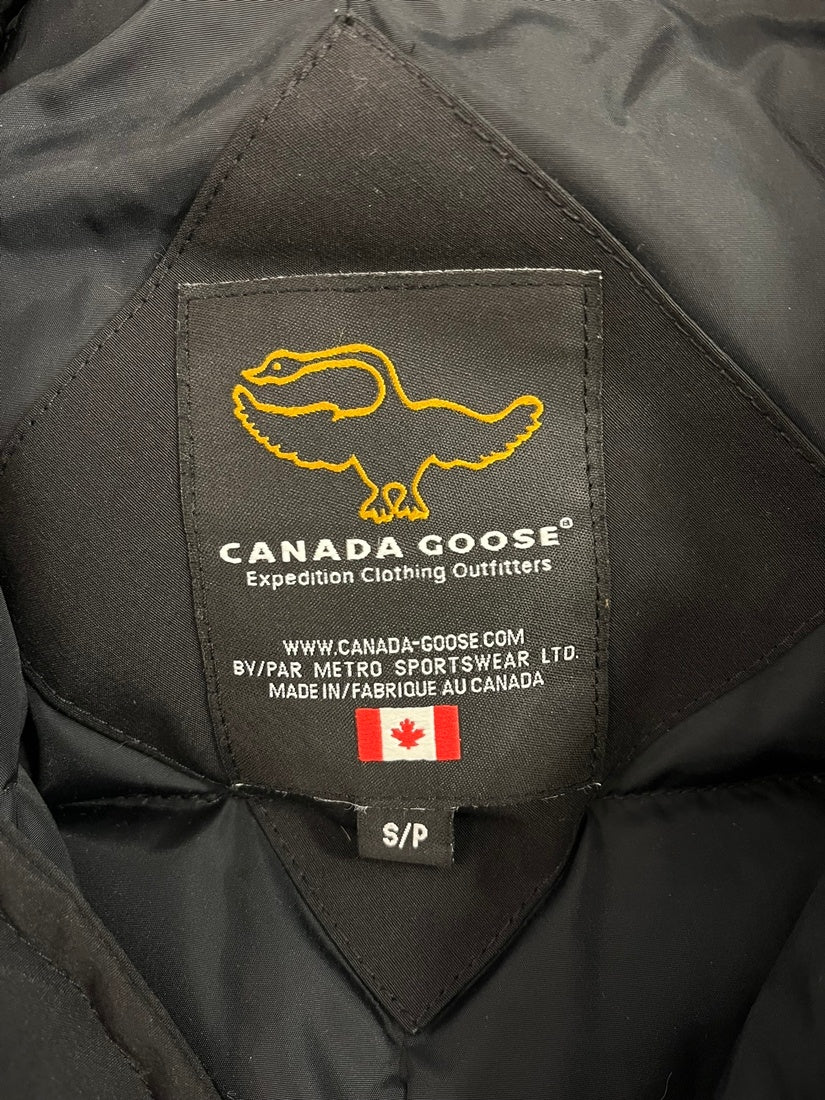 CANADA GOOSE®
Expedition Clothing Outfitters
WWW.CANADA-GOOSE.COM
BY/PAR METRO SPORTSWEAR LTD.
MADE IN/FABRIQUE AU CANADA
S/P